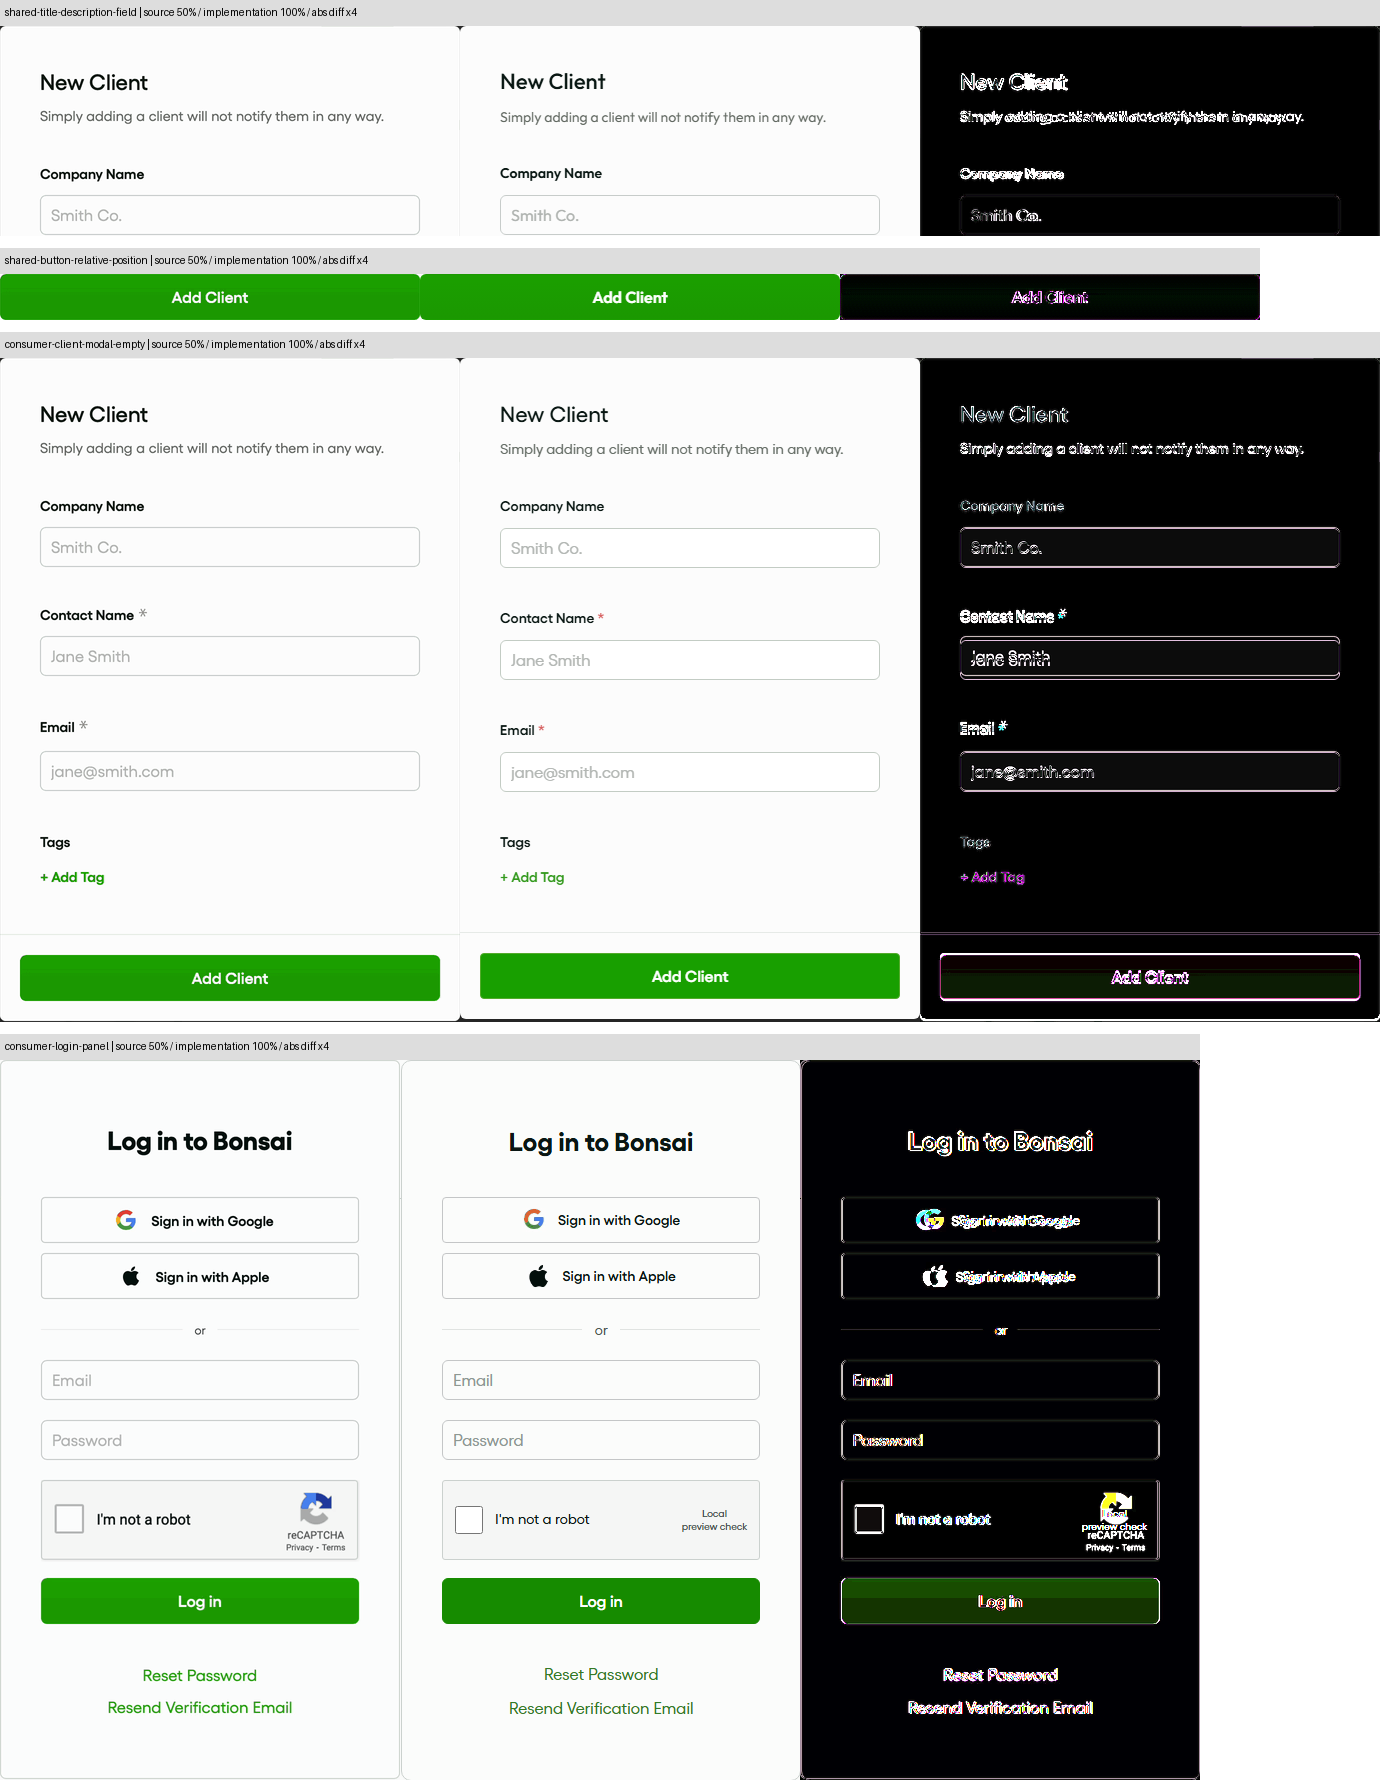 shared-title-description-field | source 50% / implementation 100% / abs diff x4
New Client New Client New Client
Simply adding a client will not notify them in any way. Simply adding a client will not notify them in any way.
Company Name Company Name Company Name
Smith Co. Smith Co. Smith Co.
shared-button-relative-position | source 50% / implementation 100% / abs diff x4
Add Client Add Client Add Client
consumer-client-modal-empty | source 50% / implementation 100% / abs diff x4
New Client New Client New Client
Simply adding a client will not notify them in any way. Simply adding a client will not notify them in any way. Simply adding a client will not notify them in any way.
Company Name Company Name Company Name
Smith Co. Smith Co. Smith Co.
Contact Name * Contact Name * Contact Name *
Jane Smith Jane Smith Jane Smith
Email * Email * Email *
jane@smith.com jane@smith.com jane@smith.com
Tags Tags Tags
+ Add Tag + Add Tag + Add Tag
Add Client Add Client Add Client
consumer-login-panel | source 50% / implementation 100% / abs diff x4
Log in to Bonsai Log in to Bonsai Log in to Bonsai
Sign in with Google Sign in with Google
Sign in with Apple Sign in with Apple
or or or
Email Email Email
Password Password Password
I'm not a robot reCAPTCHA Privacy - Terms I'm not a robot Local preview check I'm not a robot Local preview check reCAPTCHA Privacy - Terms
Log in Log in Log in
Reset Password Reset Password Reset Password
Resend Verification Email Resend Verification Email Resend Verification Email